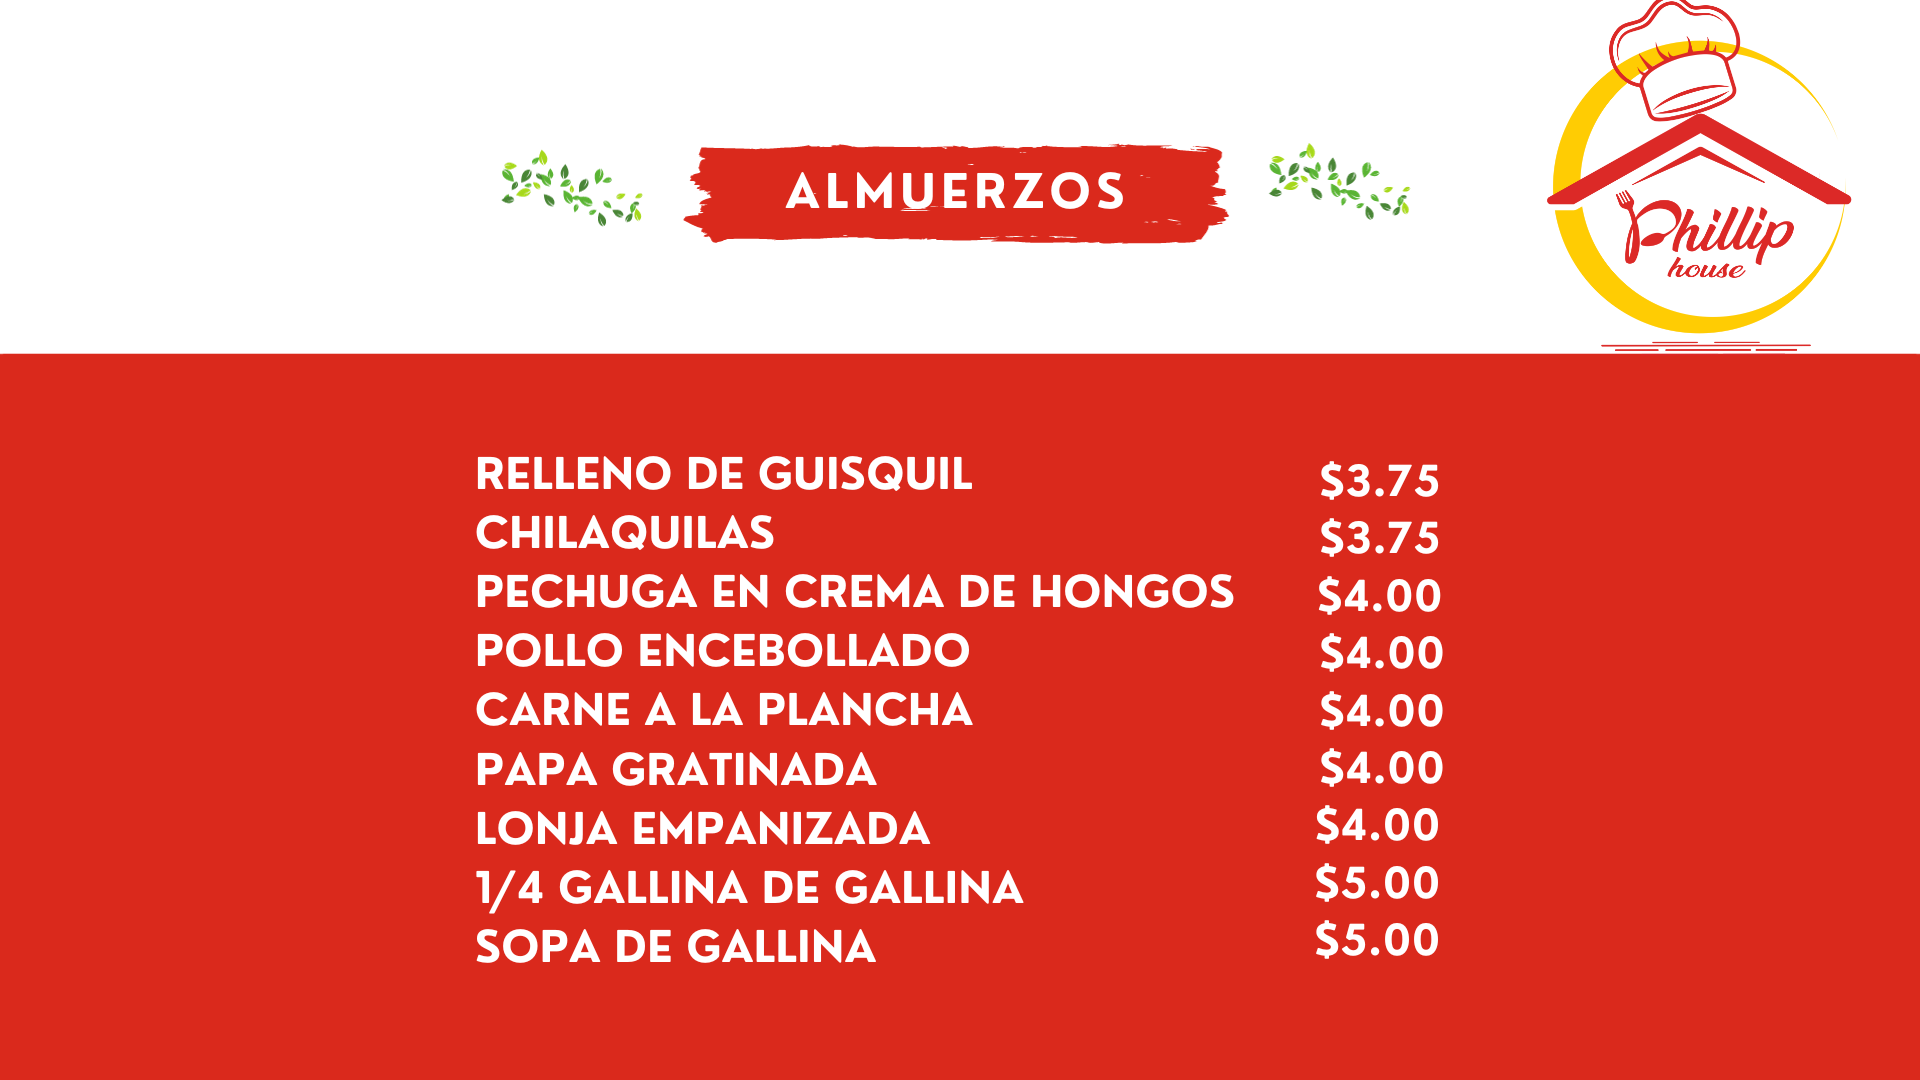 ALMUERZOS
Phillip
house
RELLENO DE GUISQUIL $3.75
CHILAQUILAS $3.75
PECHUGA EN CREMA DE HONGOS $4.00
POLLO ENCEBOLLADO $4.00
CARNE A LA PLANCHA $4.00
PAPA GRATINADA $4.00
LONJA EMPANIZADA $4.00
1/4 GALLINA DE GALLINA $5.00
SOPA DE GALLINA $5.00